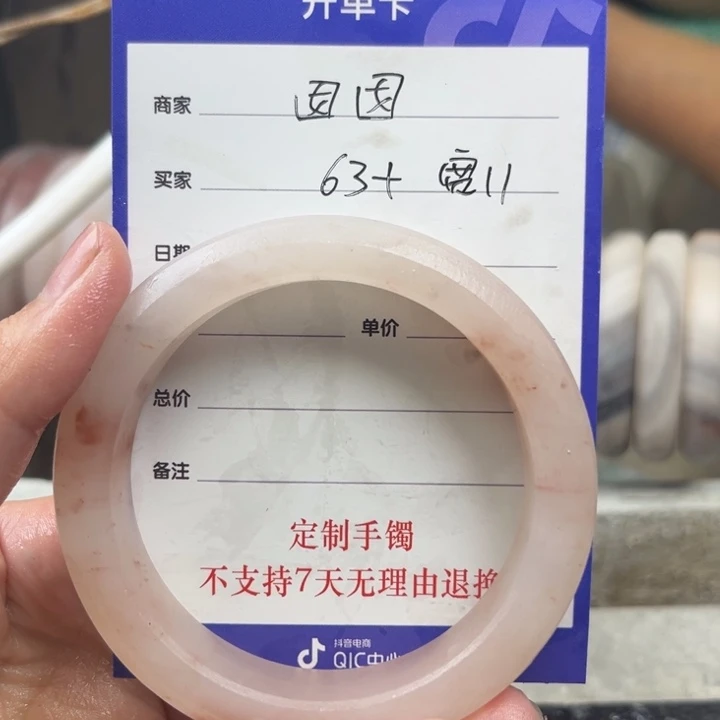 开单卡
商家 因因
买家 63+ 宽11
日期
单价
总价
备注
定制手镯
不支持7天无理由退换
抖音电商
QIC中心